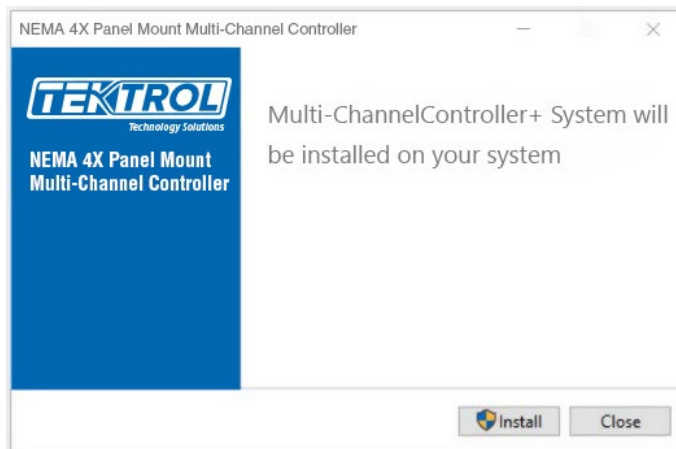 NEMA 4X Panel Mount Multi-Channel Controller
TEKTROL
Technology Solutions
NEMA 4X Panel Mount
Multi-Channel Controller
Multi-ChannelController+ System will
be installed on your system
Install
Close